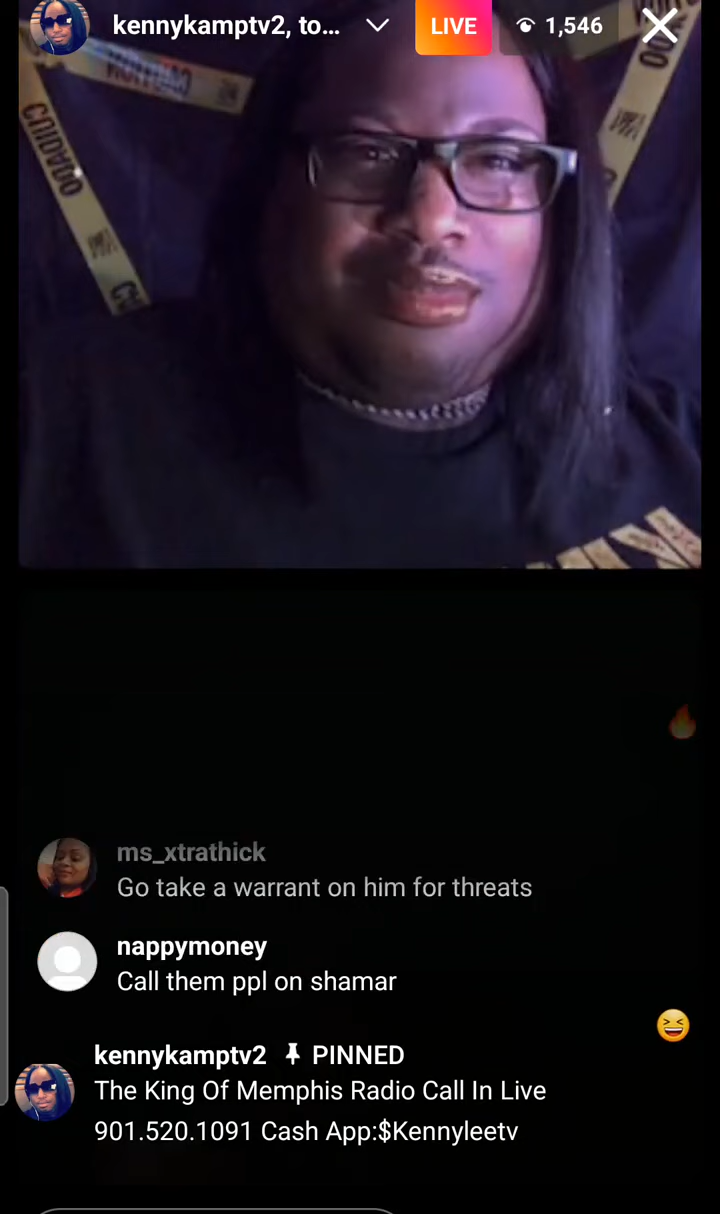 kennykamptv2, to...
LIVE
1,546
CUIDADO
ms_xtrathick
Go take a warrant on him for threats
nappymoney
Call them ppl on shamar
kennykamptv2 PINNED
The King Of Memphis Radio Call In Live
901.520.1091 Cash App:$Kennyleetv